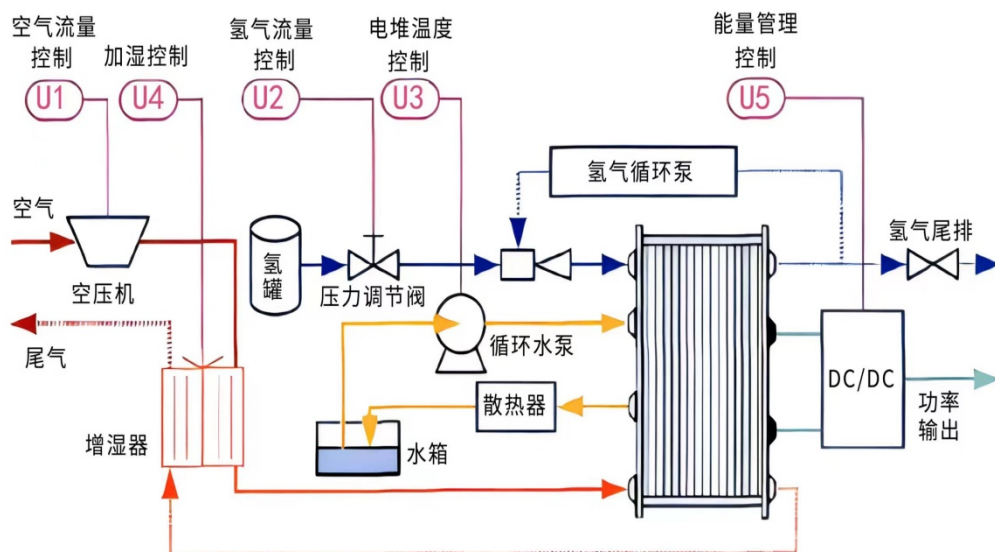 空气流量
控制
加湿控制
氢气流量
控制
电堆温度
控制
能量管理
控制
U1
U4
U2
U3
U5
氢气循环泵
空气
空压机
氢罐
压力调节阀
氢气尾排
尾气
循环水泵
DC/DC
散热器
功率
输出
增湿器
水箱